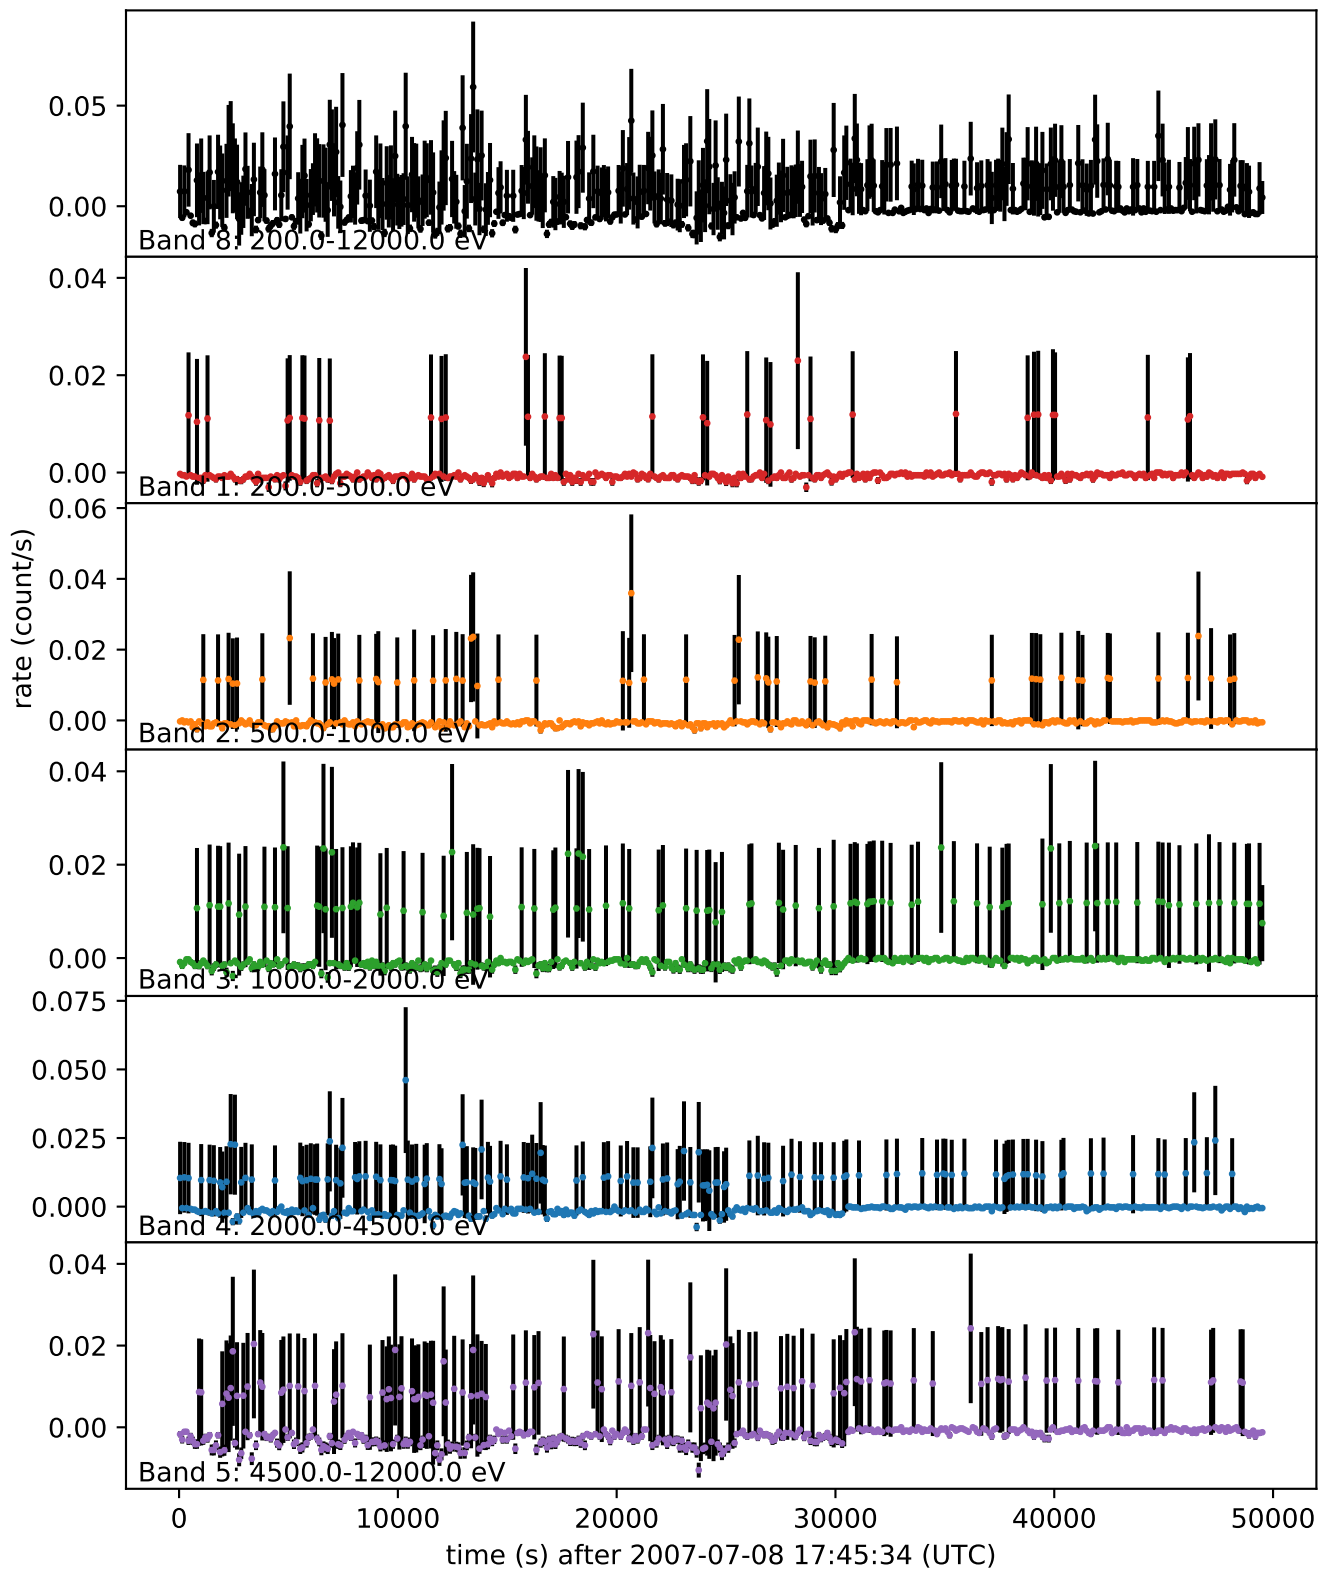 0.05
0.00
Band 8: 200.0-12000.0 eV
0.04
0.02
0.00
Band 1: 200.0-500.0 eV
0.06
0.04
0.02
0.00
Band 2: 500.0-1000.0 eV
rate (count/s)
0.04
0.02
0.00
Band 3: 1000.0-2000.0 eV
0.075
0.050
0.025
0.000
Band 4: 2000.0-4500.0 eV
0.04
0.02
0.00
Band 5: 4500.0-12000.0 eV
0 10000 20000 30000 40000 50000
time (s) after 2007-07-08 17:45:34 (UTC)